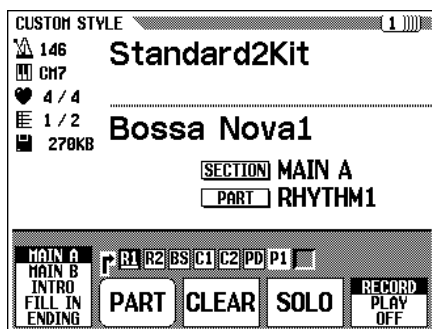 CUSTOM STYLE
1
146
CM7
4/4
1/2
270KB
Standard2Kit
Bossa Nova1
SECTION MAIN A
PART RHYTHM1
MAIN A
MAIN B
INTRO
FILL IN
ENDING
R1 R2 BS C1 C2 PD P1
PART
CLEAR
SOLO
RECORD
PLAY
OFF